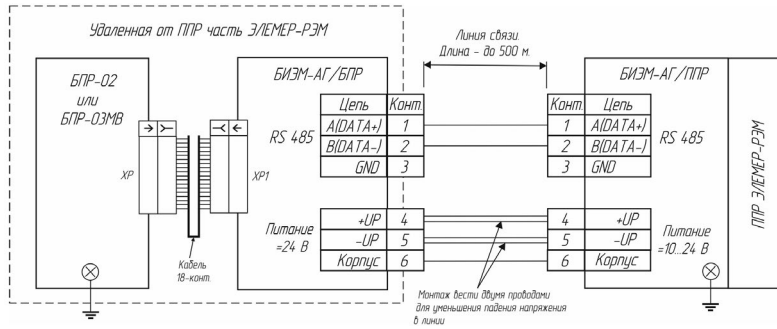 Удаленная от ППР часть ЭЛЕМЕР-РЭМ
БПР-02
или
БПР-03МВ
XP
XP1
Кабель
18-конт.
БИЭМ-АГ/БПР
RS 485
Цепь Конт.
A(DATA+) 1
B(DATA-) 2
GND 3
Питание
=24 В
+UP 4
-UP 5
Корпус 6
Линия связи.
Длина - до 500 м.
Монтаж вести двумя проводами
для уменьшения падения напряжения
в линии
БИЭМ-АГ/ППР
Конт. Цепь
1 A(DATA+)
2 B(DATA-)
3 GND
RS 485
4 +UP
5 -UP
6 Корпус
Питание
=10...24 В
ППР ЭЛЕМЕР-РЭМ